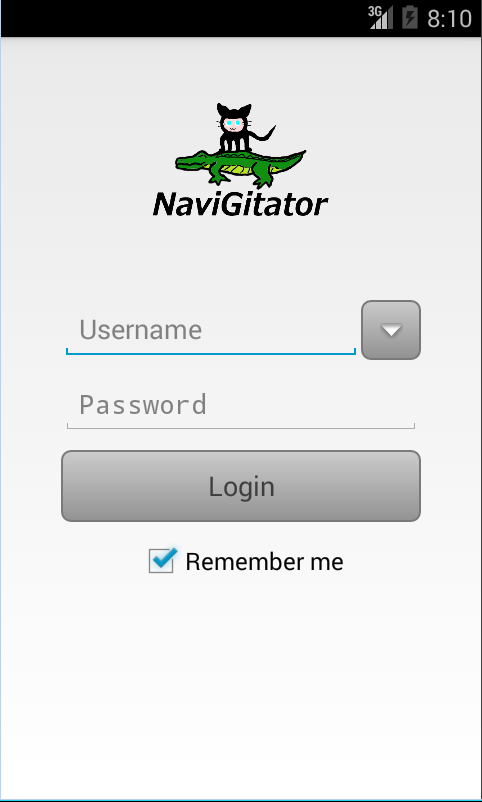 3G 8:10
NaviGitator
Username
Password
Login
Remember me